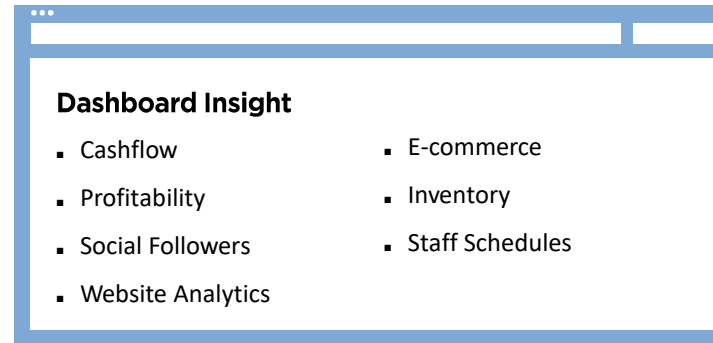 Dashboard Insight
▪ Cashflow
▪ Profitability
▪ Social Followers
▪ Website Analytics
▪ E-commerce
▪ Inventory
▪ Staff Schedules